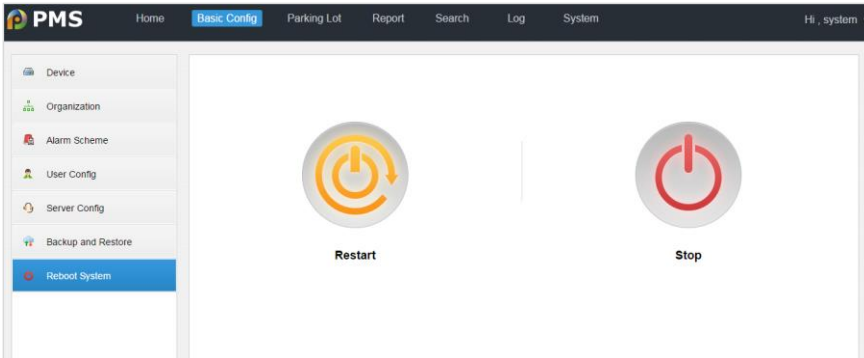 PMS Home Basic Config Parking Lot Report Search Log System Hi , system
Device
Organization
Alarm Scheme
User Config
Server Config
Backup and Restore
Reboot System
Restart Stop